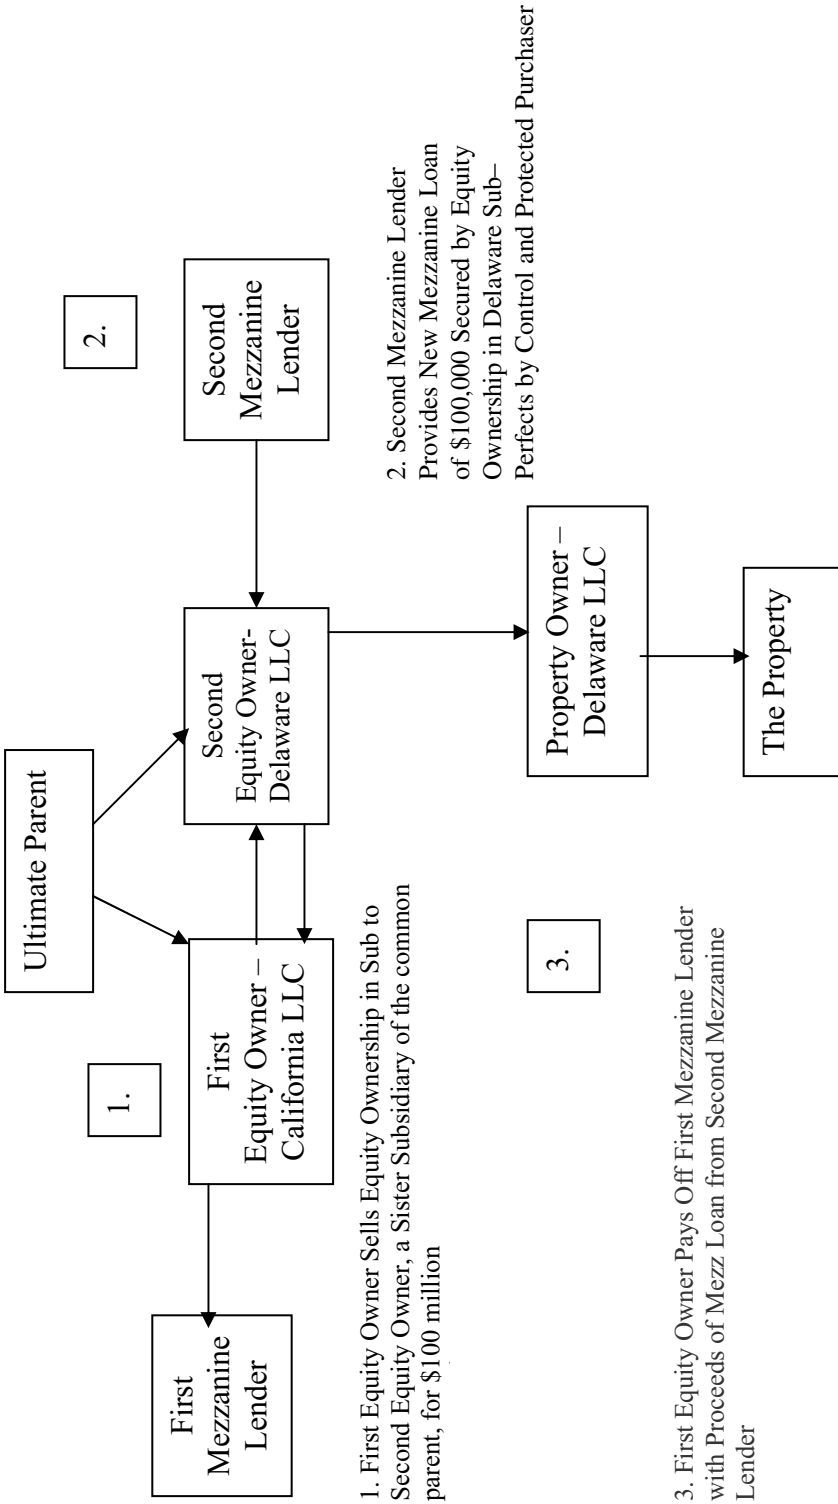 Ultimate Parent
1.
2.
First
Mezzanine
Lender
First
Equity Owner –
California LLC
Second
Equity Owner-
Delaware LLC
Second
Mezzanine
Lender
1. First Equity Owner Sells Equity Ownership in Sub to
Second Equity Owner, a Sister Subsidiary of the common
parent, for $100 million
2. Second Mezzanine Lender
Provides New Mezzanine Loan
of $100,000 Secured by Equity
Ownership in Delaware Sub–
Perfects by Control and Protected Purchaser
3.
Property Owner –
Delaware LLC
3. First Equity Owner Pays Off First Mezzanine Lender
with Proceeds of Mezz Loan from Second Mezzanine
Lender
The Property